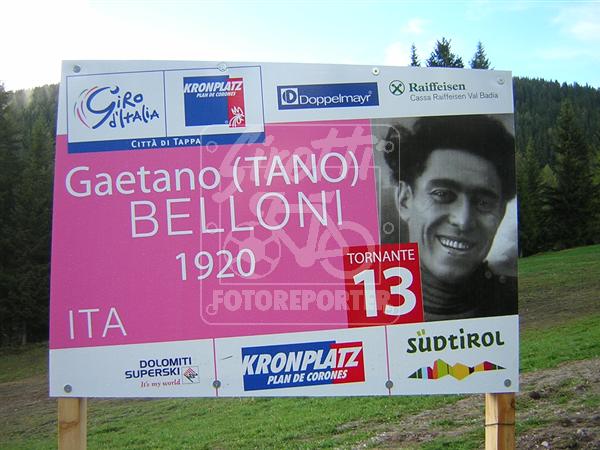 Giro d'Italia
KRONPLATZ
PLAN DE CORONES
CITTÀ DI TAPPA
DOPPELMAYR
Raiffeisen
Cassa Raiffeisen Val Badia
Gaetano (TANO)
BELLONI
1920
ITA
TORNANTE
13
Giretti
FOTOREPORTER
DOLOMITI
SUPERSKI
It's my world
KRONPLATZ
PLAN DE CORONES
SÜDTIROL